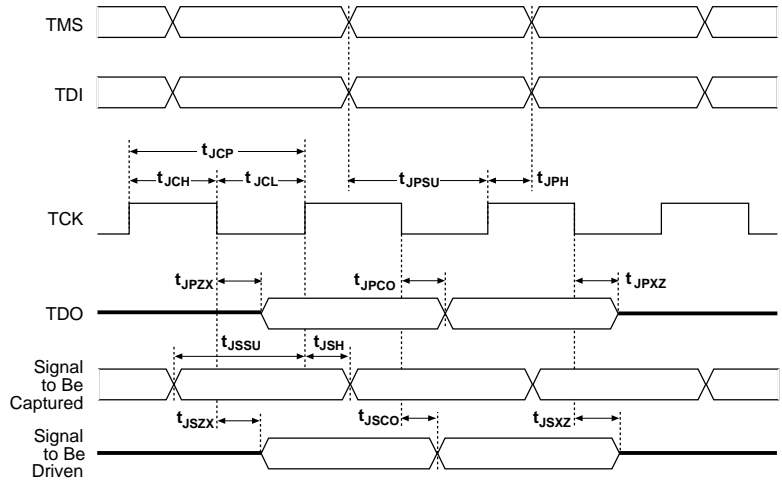 TMS
TDI
tJCP
tJCH
tJCL
tJPSU
tJPH
TCK
tJPZX
tJPCO
tJPXZ
TDO
tJSSU
tJSH
Signal
to Be
Captured
tJSZX
tJSCO
tJSXZ
Signal
to Be
Driven